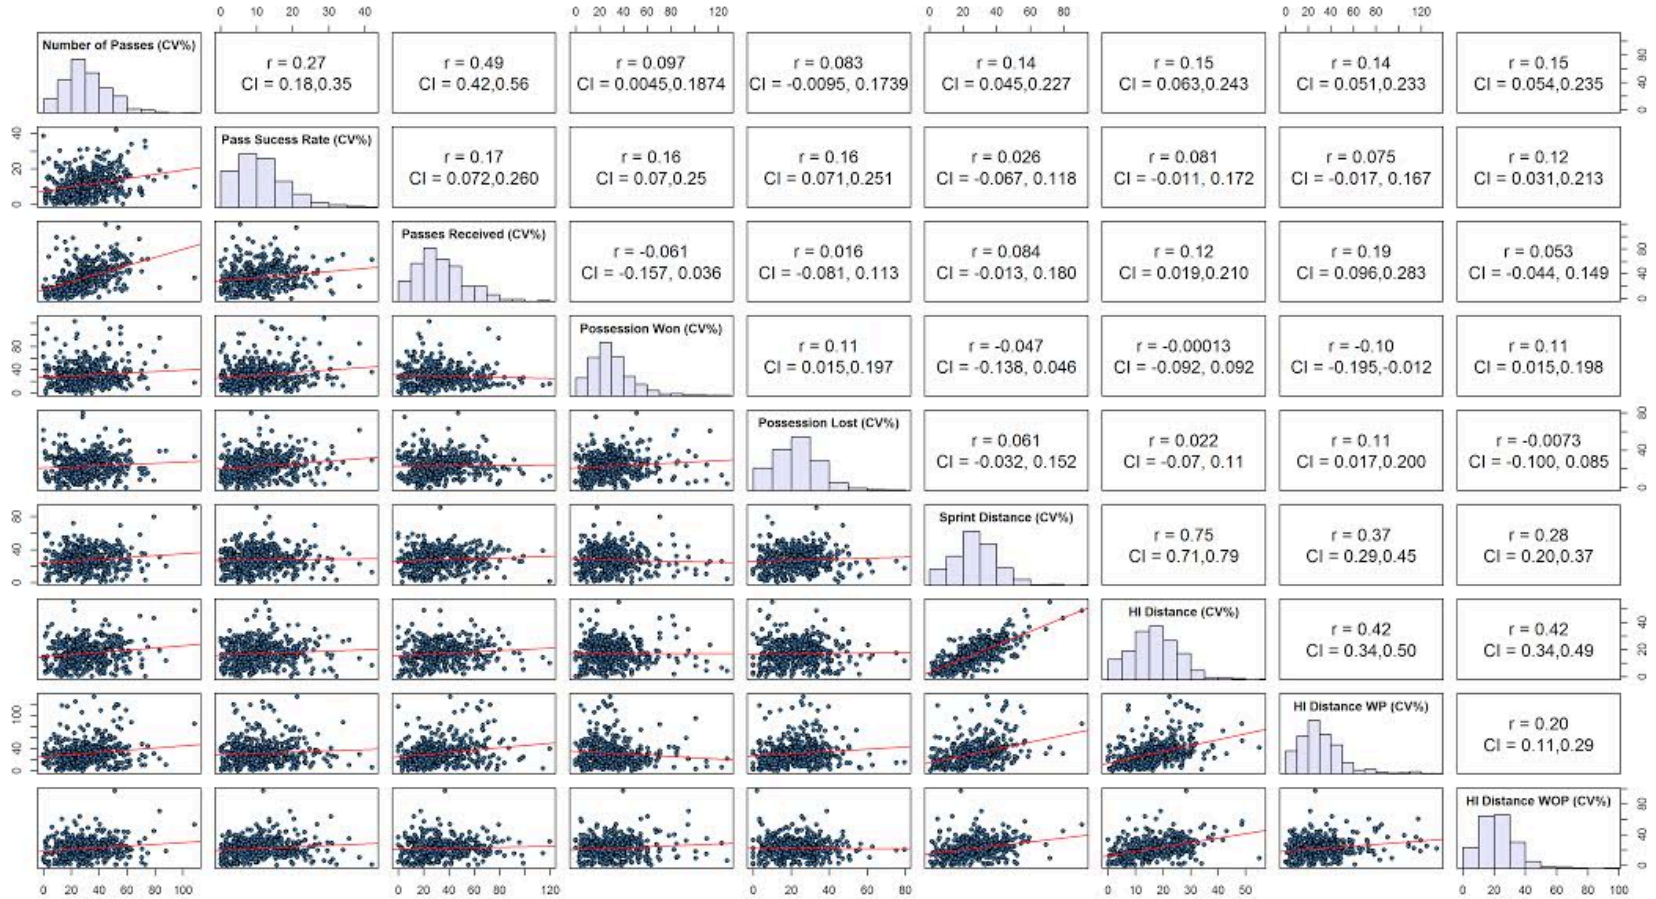 0 10 20 30 40 0 20 40 60 80 120 0 20 40 60 80 0 20 40 60 80 120
Number of Passes (CV%)
r = 0.27
CI = 0.18,0.35
r = 0.49
CI = 0.42,0.56
r = 0.097
CI = 0.0045,0.1874
r = 0.083
CI = -0.0095, 0.1739
r = 0.14
CI = 0.045,0.227
r = 0.15
CI = 0.063,0.243
r = 0.14
CI = 0.051,0.233
r = 0.15
CI = 0.054,0.235
0 40 80
0 20 40
Pass Sucess Rate (CV%)
r = 0.17
CI = 0.072,0.260
r = 0.16
CI = 0.07,0.25
r = 0.16
CI = 0.071,0.251
r = 0.026
CI = -0.067, 0.118
r = 0.081
CI = -0.011, 0.172
r = 0.075
CI = -0.017, 0.167
r = 0.12
CI = 0.031,0.213
Passes Received (CV%)
r = -0.061
CI = -0.157, 0.036
r = 0.016
CI = -0.081, 0.113
r = 0.084
CI = -0.013, 0.180
r = 0.12
CI = 0.019,0.210
r = 0.19
CI = 0.096,0.283
r = 0.053
CI = -0.044, 0.149
0 40 80
0 40 80
Possession Won (CV%)
r = 0.11
CI = 0.015,0.197
r = -0.047
CI = -0.138, 0.046
r = -0.00013
CI = -0.092, 0.092
r = -0.10
CI = -0.195,-0.012
r = 0.11
CI = 0.015,0.198
Possession Lost (CV%)
r = 0.061
CI = -0.032, 0.152
r = 0.022
CI = -0.07, 0.11
r = 0.11
CI = 0.017,0.200
r = -0.0073
CI = -0.100, 0.085
0 40 80
0 40 80
Sprint Distance (CV%)
r = 0.75
CI = 0.71,0.79
r = 0.37
CI = 0.29,0.45
r = 0.28
CI = 0.20,0.37
HI Distance (CV%)
r = 0.42
CI = 0.34,0.50
r = 0.42
CI = 0.34,0.49
0 20 40
0 40 100
HI Distance WP (CV%)
r = 0.20
CI = 0.11,0.29
HI Distance WOP (CV%)
0 40 80
0 20 40 60 80 100 0 20 40 60 80 120 0 20 40 60 80 0 10 20 30 40 50 0 20 40 60 80 100